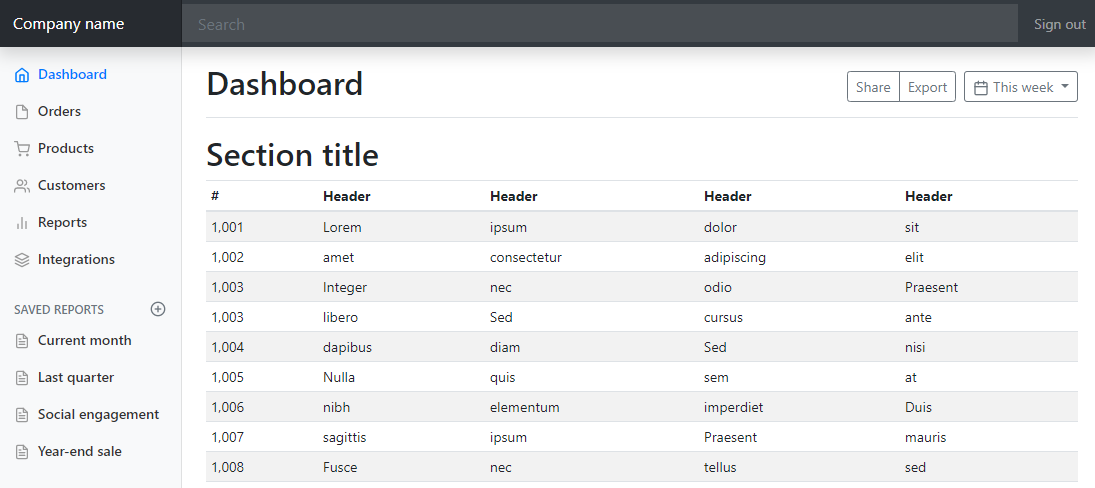 Company name Search Sign out
Dashboard
Orders
Products
Customers
Reports
Integrations
SAVED REPORTS
Current month
Last quarter
Social engagement
Year-end sale
Dashboard
Share Export This week
Section title
# Header Header Header Header
1,001 Lorem ipsum dolor sit
1,002 amet consectetur adipiscing elit
1,003 Integer nec odio Praesent
1,003 libero Sed cursus ante
1,004 dapibus diam Sed nisi
1,005 Nulla quis sem at
1,006 nibh elementum imperdiet Duis
1,007 sagittis ipsum Praesent mauris
1,008 Fusce nec tellus sed